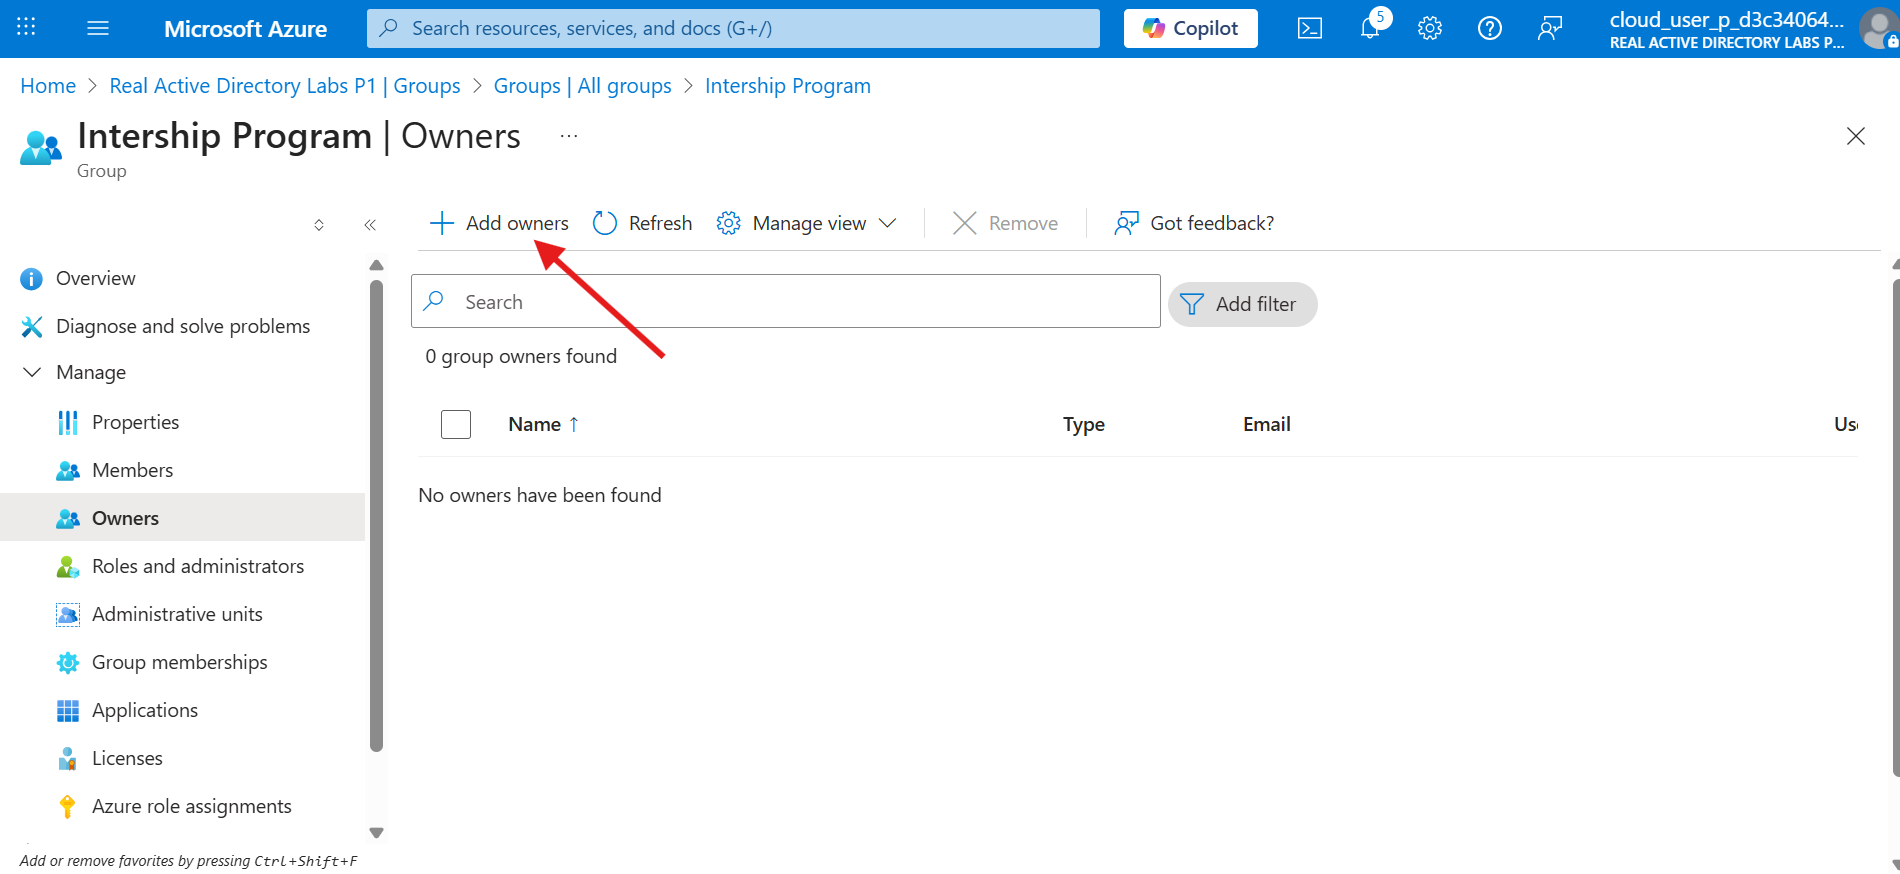 Microsoft Azure
Search resources, services, and docs (G+/)
Copilot
5
cloud_user_p_d3c34064...
REAL ACTIVE DIRECTORY LABS P...
Home > Real Active Directory Labs P1 | Groups > Groups | All groups > Intership Program
Intership Program | Owners ...
Group
Add owners
Refresh
Manage view
Remove
Got feedback?
Overview
Diagnose and solve problems
Manage
Properties
Members
Owners
Roles and administrators
Administrative units
Group memberships
Applications
Licenses
Azure role assignments
Add or remove favorites by pressing Ctrl+Shift+F
Search
Add filter
0 group owners found
Name ↑ Type Email
No owners have been found